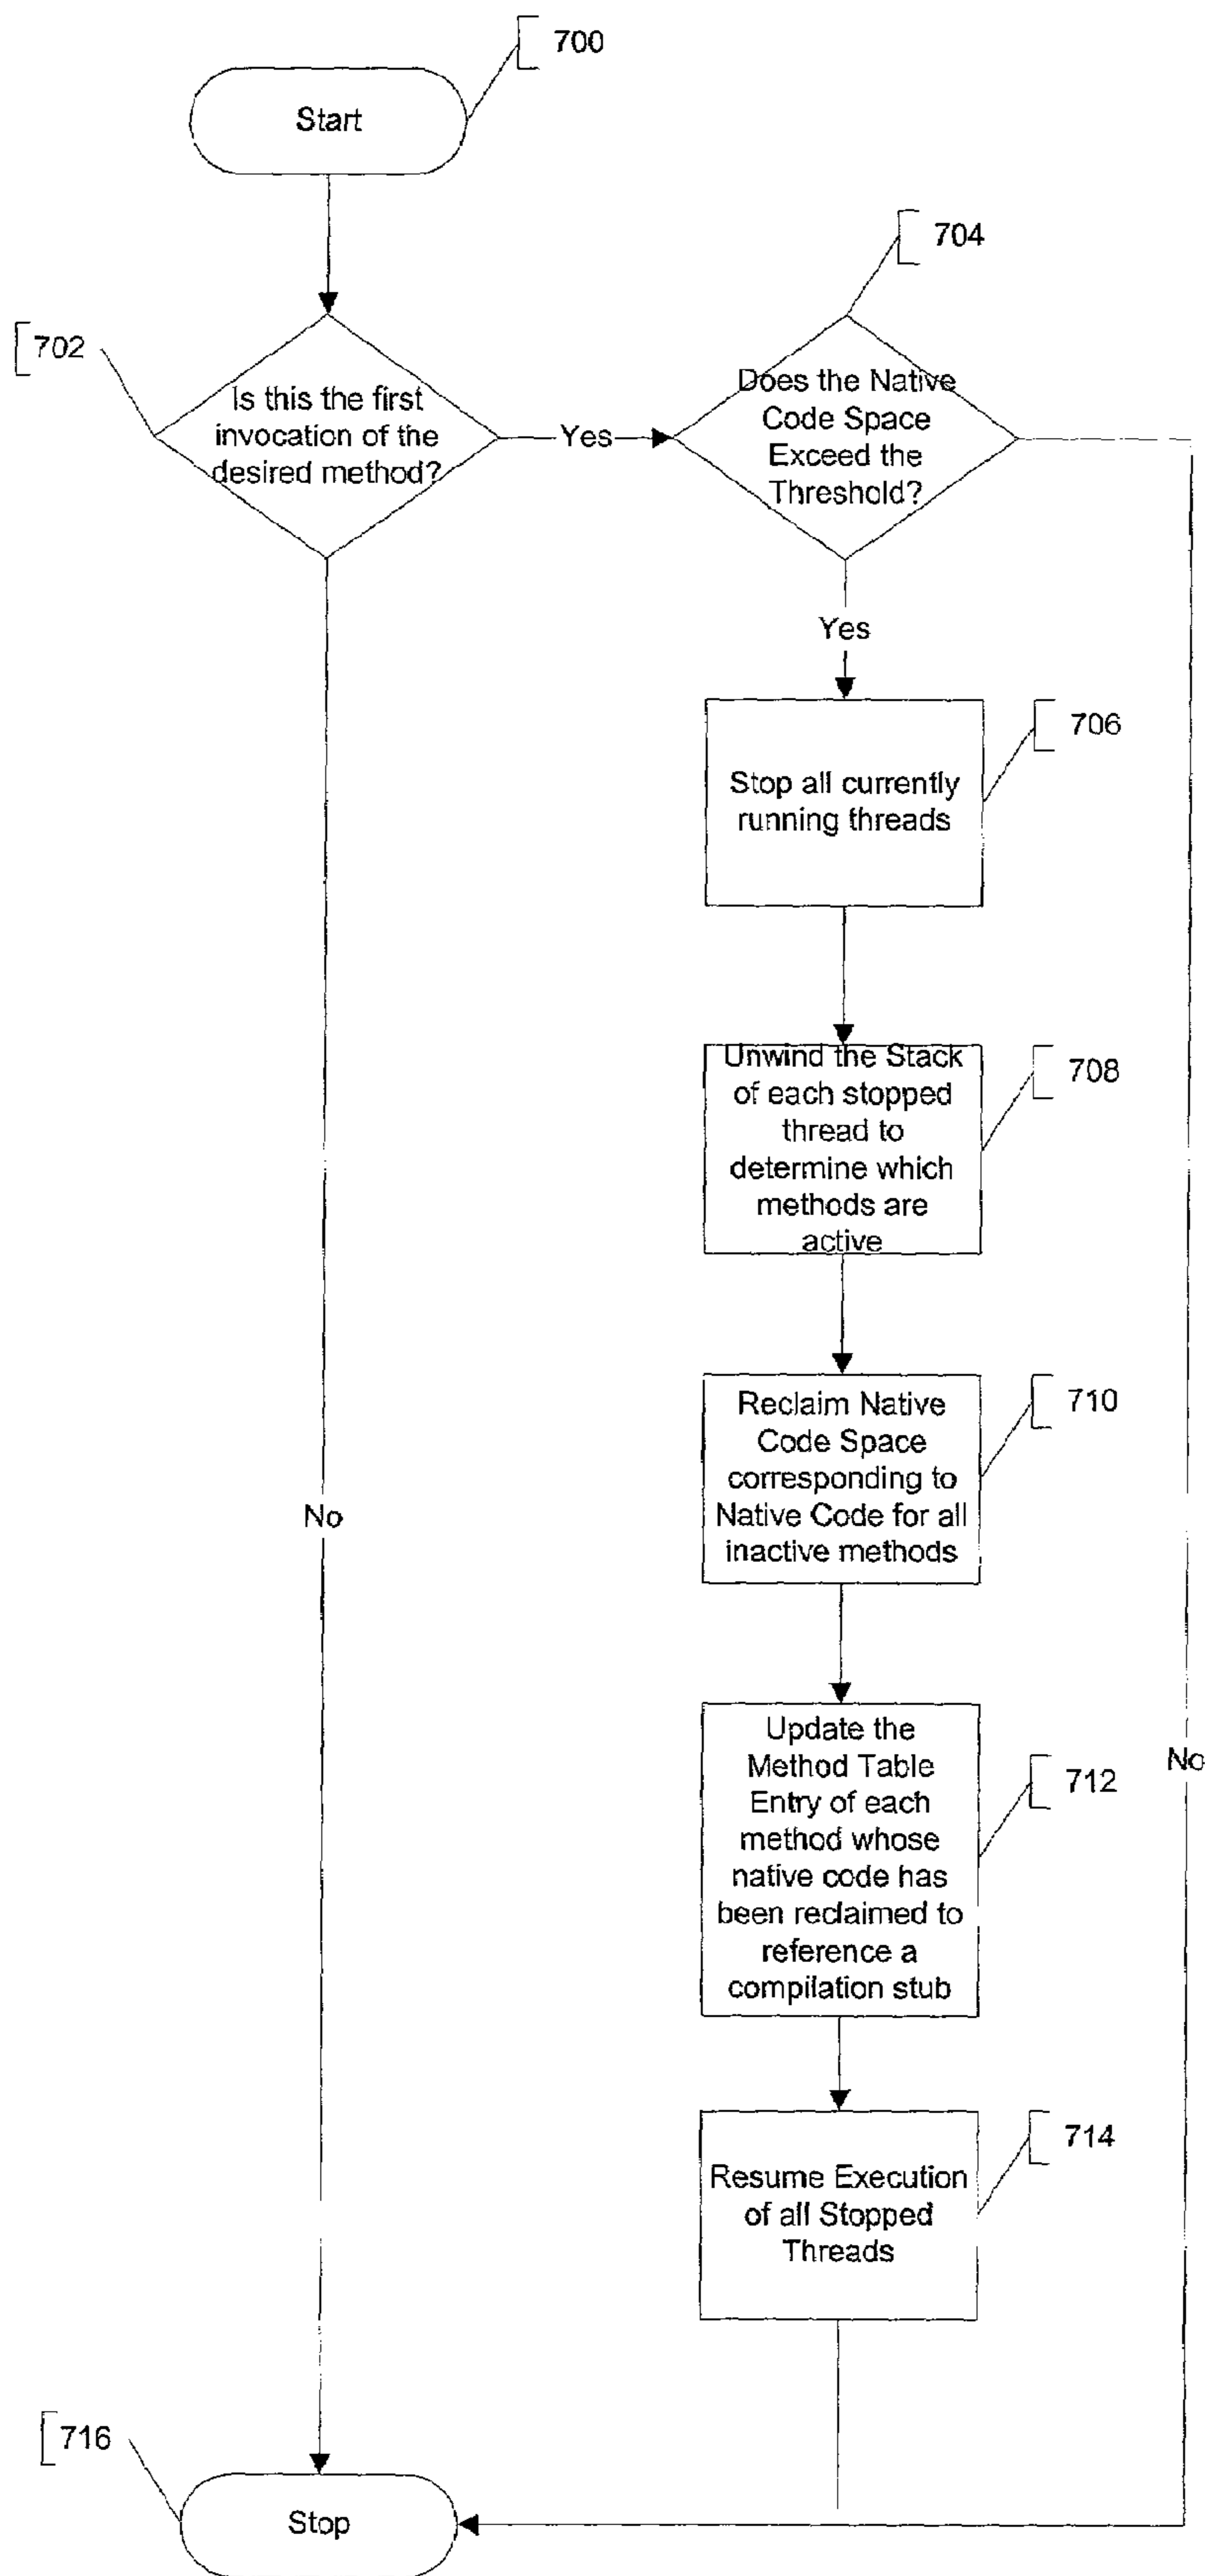 700
Start
704
702
Is this the first
invocation of the
desired method?
Yes
Does the Native
Code Space
Exceed the
Threshold?
Yes
706
Stop all currently
running threads
708
Unwind the Stack
of each stopped
thread to
determine which
methods are
active
710
Reclaim Native
Code Space
corresponding to
Native Code for all
inactive methods
No
712
Update the
Method Table
Entry of each
method whose
native code has
been reclaimed to
reference a
compilation stub
No
714
Resume Execution
of all Stopped
Threads
716
Stop